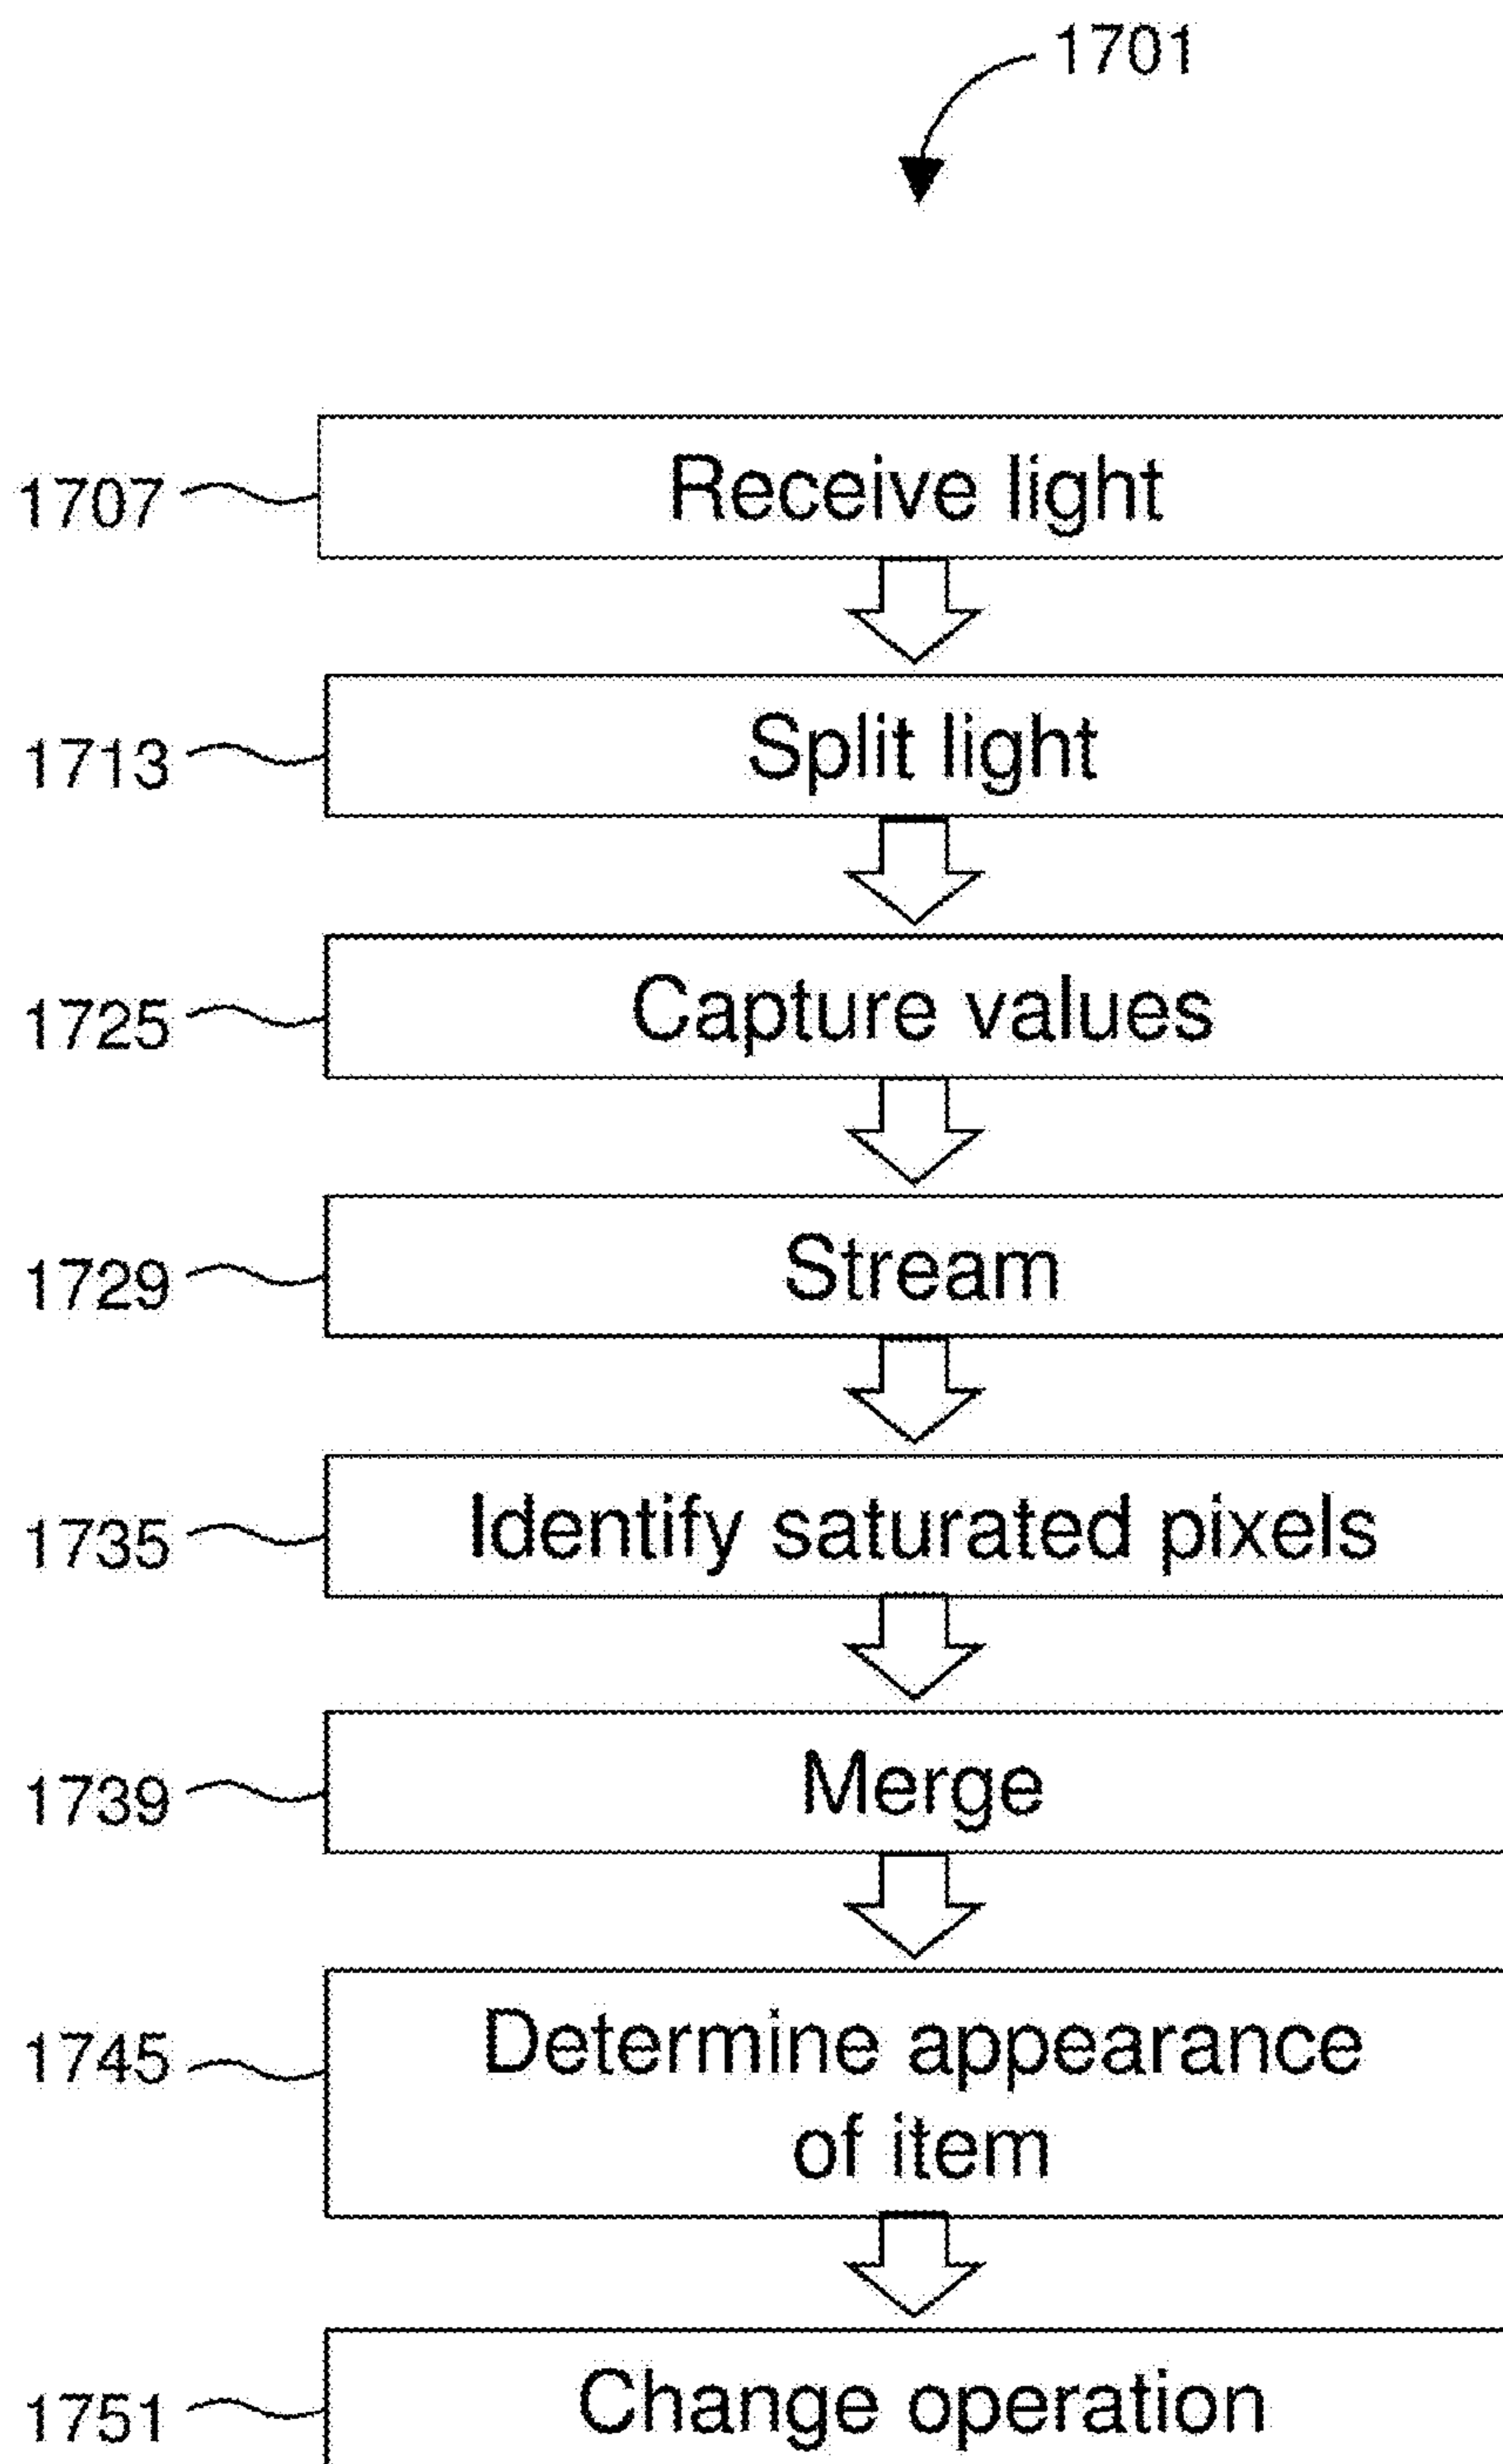 1701
1707 Receive light
1713 Split light
1725 Capture values
1729 Stream
1735 Identify saturated pixels
1739 Merge
1745 Determine appearance
of item
1751 Change operation